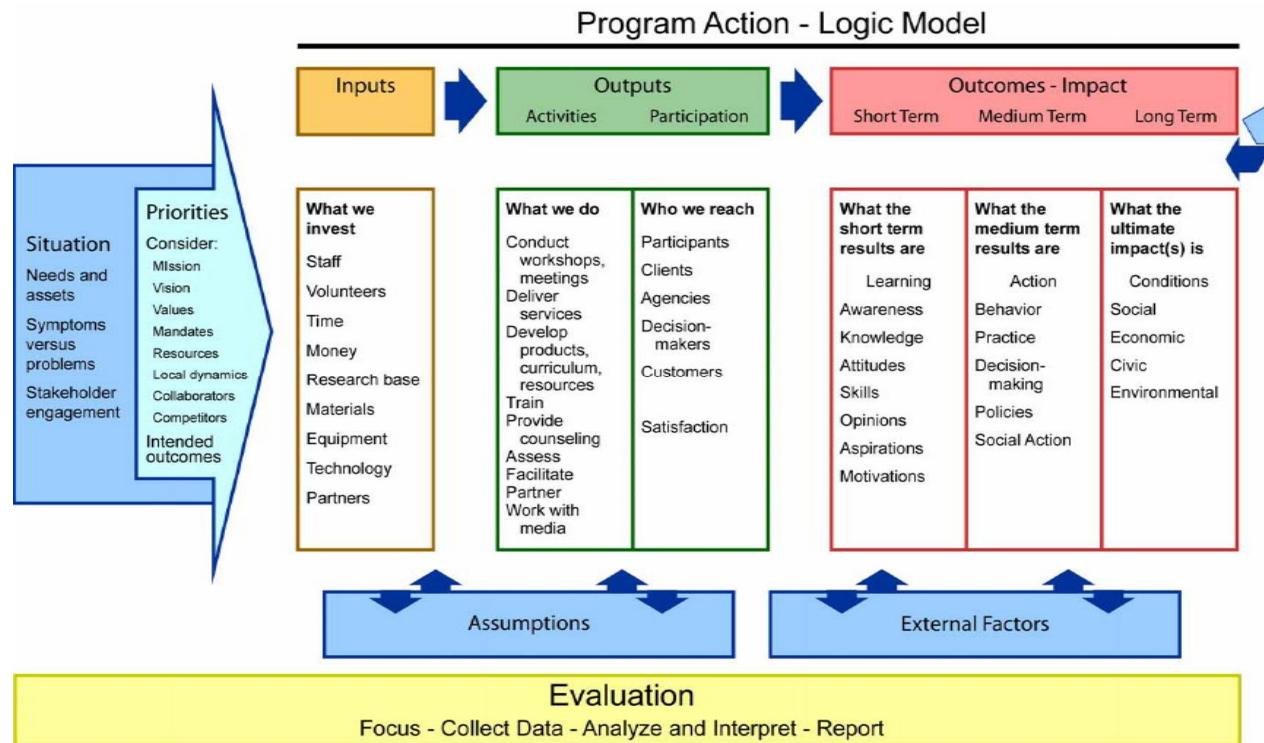 Program Action - Logic Model
Inputs
Outputs
Activities
Participation
Outcomes - Impact
Short Term
Medium Term
Long Term
Situation
Needs and
assets
Symptoms
versus
problems
Stakeholder
engagement
Priorities
Consider:
MIssion
Vision
Values
Mandates
Resources
Local dynamics
Collaborators
Competitors
Intended
outcomes
What we
invest
Staff
Volunteers
Time
Money
Research base
Materials
Equipment
Technology
Partners
What we do
Conduct
workshops,
meetings
Deliver
services
Develop
products,
curriculum,
resources
Train
Provide
counseling
Assess
Facilitate
Partner
Work with
media
Who we reach
Participants
Clients
Agencies
Decision-
makers
Customers
Satisfaction
What the
short term
results are
Learning
Awareness
Knowledge
Attitudes
Skills
Opinions
Aspirations
Motivations
What the
medium term
results are
Action
Behavior
Practice
Decision-
making
Policies
Social Action
What the
ultimate
impact(s) is
Conditions
Social
Economic
Civic
Environmental
Assumptions
External Factors
Evaluation
Focus - Collect Data - Analyze and Interpret - Report